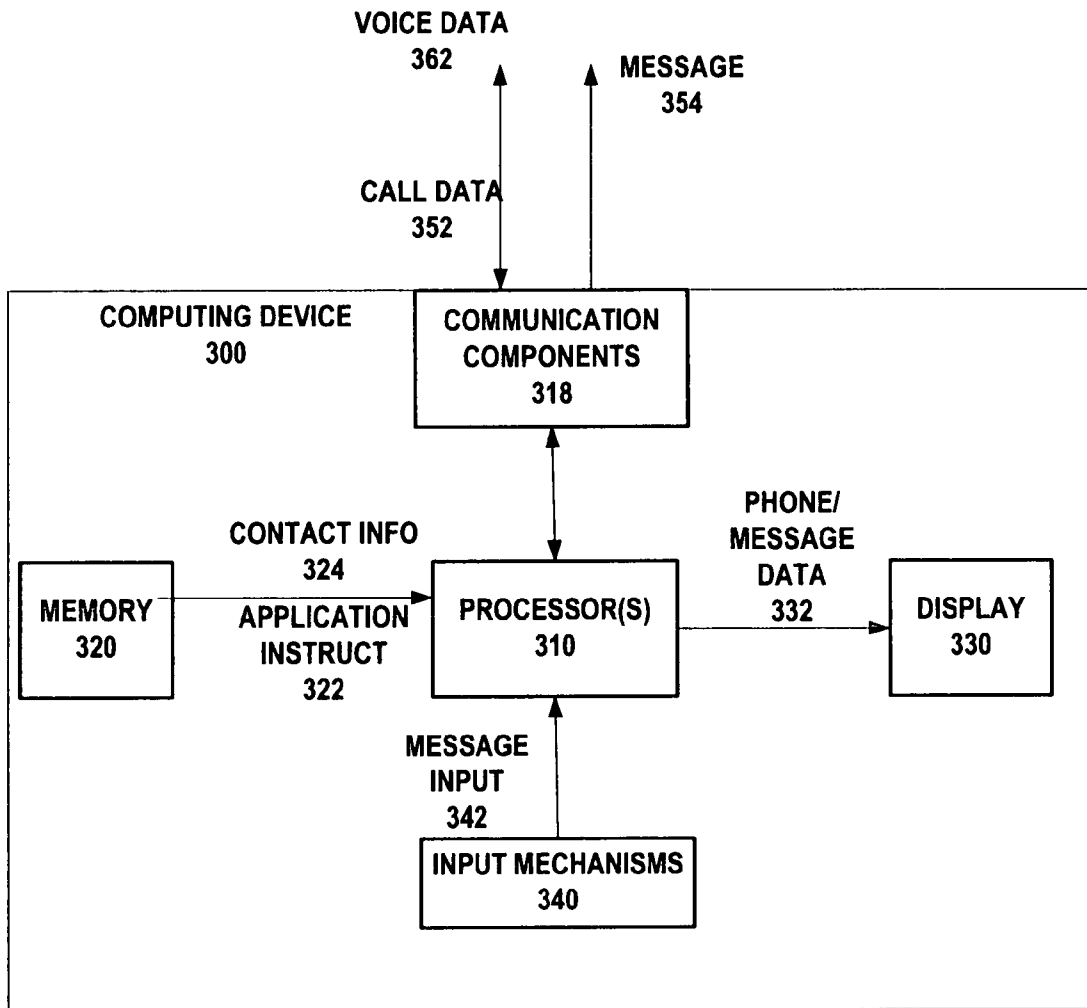 VOICE DATA
362
MESSAGE
354
CALL DATA
352
COMPUTING DEVICE
300
COMMUNICATION
COMPONENTS
318
CONTACT INFO
324
APPLICATION
INSTRUCT
322
PHONE/
MESSAGE
DATA
332
MEMORY
320
PROCESSOR(S)
310
DISPLAY
330
MESSAGE
INPUT
342
INPUT MECHANISMS
340